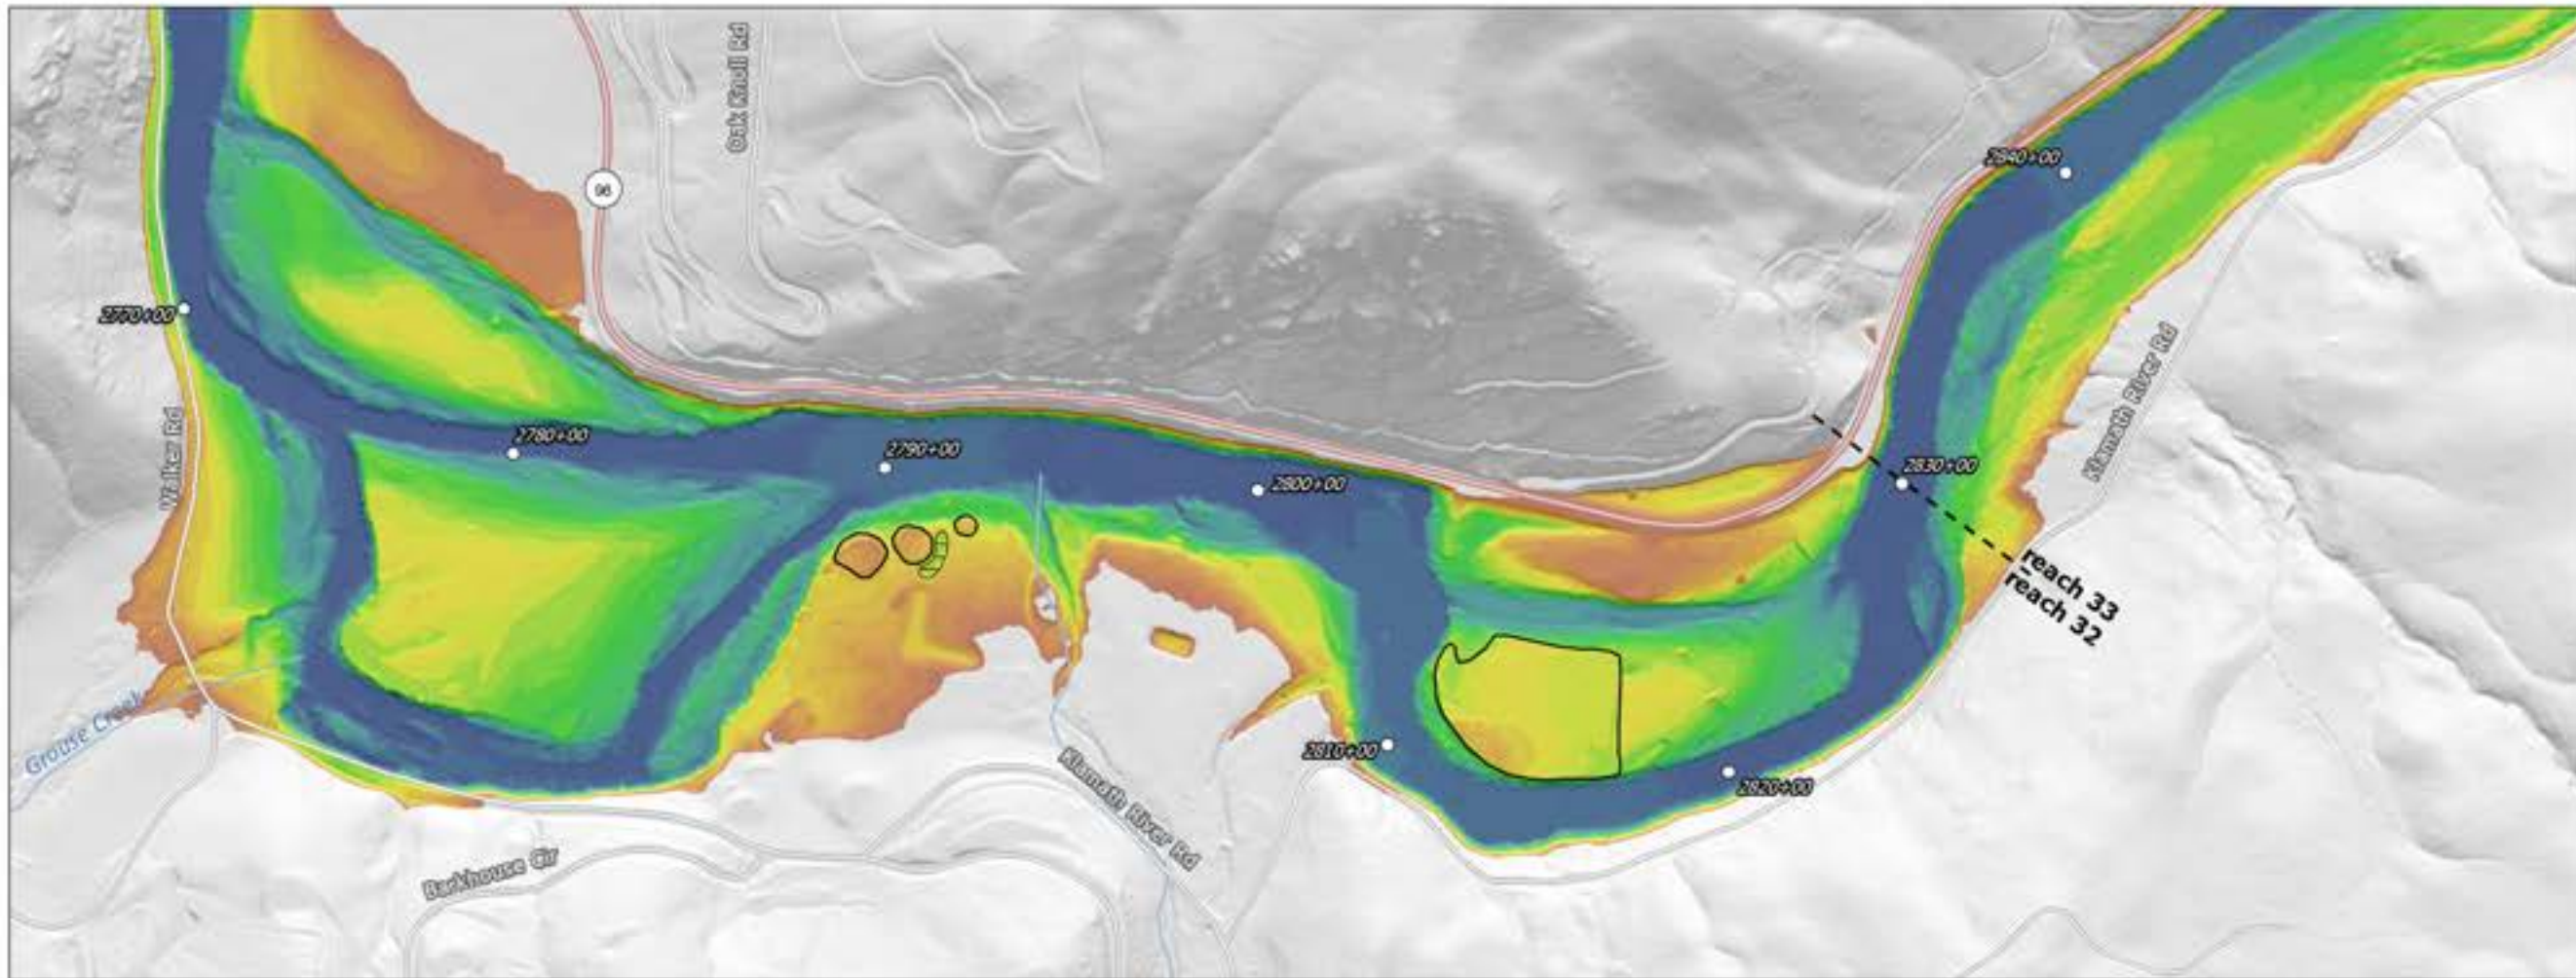 Oak Knoll Rd
96
2840+00
2770+00
Walker Rd
2780+00
2790+00
2800+00
2830+00
Klamath River Rd
reach 33
reach 32
Grouse Creek
2810+00
2820+00
Klamath River Rd
Barkhouse Cir